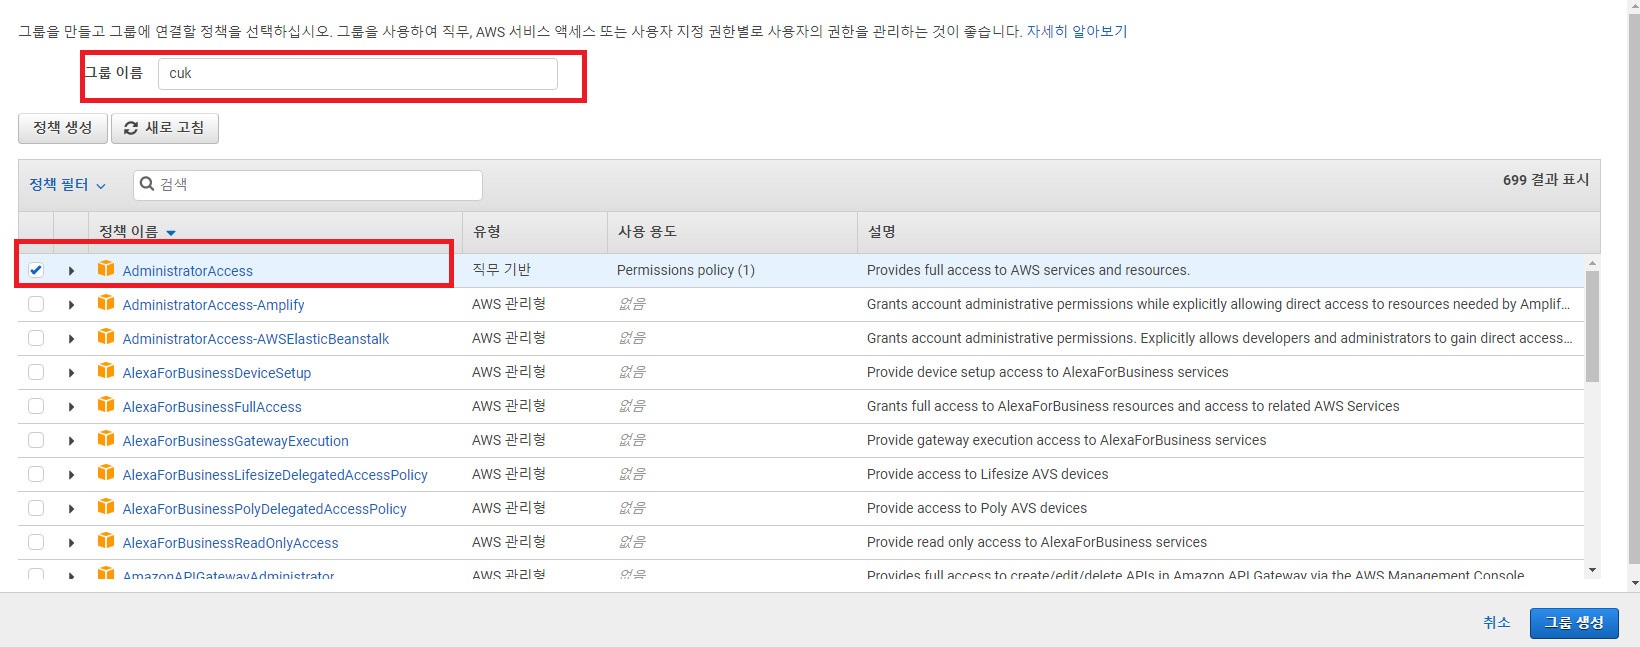 그룹을 만들고 그룹에 연결할 정책을 선택하십시오. 그룹을 사용하여 직무, AWS 서비스 액세스 또는 사용자 지정 권한별로 사용자의 권한을 관리하는 것이 좋습니다. 자세히 알아보기
그룹 이름 cuk
정책 생성 새로 고침
정책 필터 검색 699 결과 표시
정책 이름 유형 사용 용도 설명
AdministratorAccess 직무 기반 Permissions policy (1) Provides full access to AWS services and resources.
AdministratorAccess-Amplify AWS 관리형 없음 Grants account administrative permissions while explicitly allowing direct access to resources needed by Amplif...
AdministratorAccess-AWSElasticBeanstalk AWS 관리형 없음 Grants account administrative permissions. Explicitly allows developers and administrators to gain direct access...
AlexaForBusinessDeviceSetup AWS 관리형 없음 Provide device setup access to AlexaForBusiness services
AlexaForBusinessFullAccess AWS 관리형 없음 Grants full access to AlexaForBusiness resources and access to related AWS Services
AlexaForBusinessGatewayExecution AWS 관리형 없음 Provide gateway execution access to AlexaForBusiness services
AlexaForBusinessLifesizeDelegatedAccessPolicy AWS 관리형 없음 Provide access to Lifesize AVS devices
AlexaForBusinessPolyDelegatedAccessPolicy AWS 관리형 없음 Provide access to Poly AVS devices
AlexaForBusinessReadOnlyAccess AWS 관리형 없음 Provide read only access to AlexaForBusiness services
AmazonAPIGatewayAdministrator AWS 관리형 없음 Provides full access to create/edit/delete APIs in Amazon API Gateway via the AWS Management Console
취소 그룹 생성